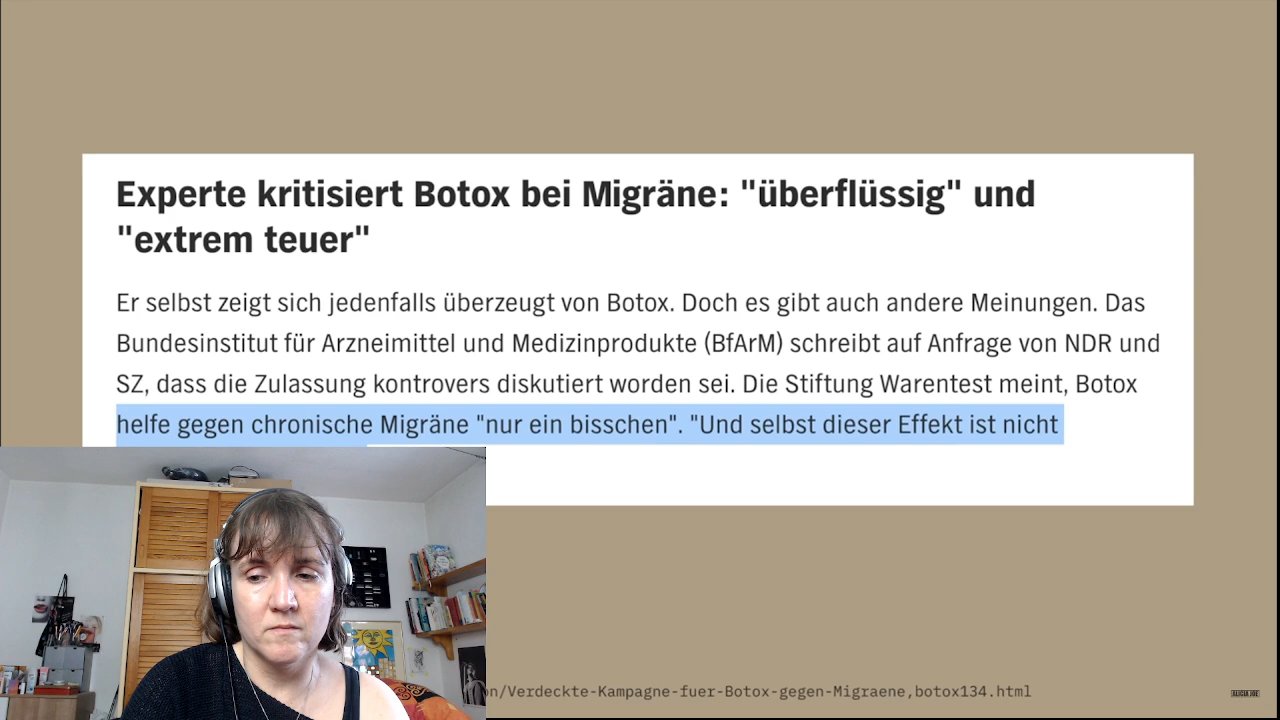 Experte kritisiert Botox bei Migräne: "überflüssig" und
"extrem teuer"
Er selbst zeigt sich jedenfalls überzeugt von Botox. Doch es gibt auch andere Meinungen. Das
Bundesinstitut für Arzneimittel und Medizinprodukte (BfArM) schreibt auf Anfrage von NDR und
SZ, dass die Zulassung kontrovers diskutiert worden sei. Die Stiftung Warentest meint, Botox
helfe gegen chronische Migräne "nur ein bisschen". "Und selbst dieser Effekt ist nicht
n/Verdeckte-Kampagne-fuer-Botox-gegen-Migraene,botox134.html
ALICIA JOE